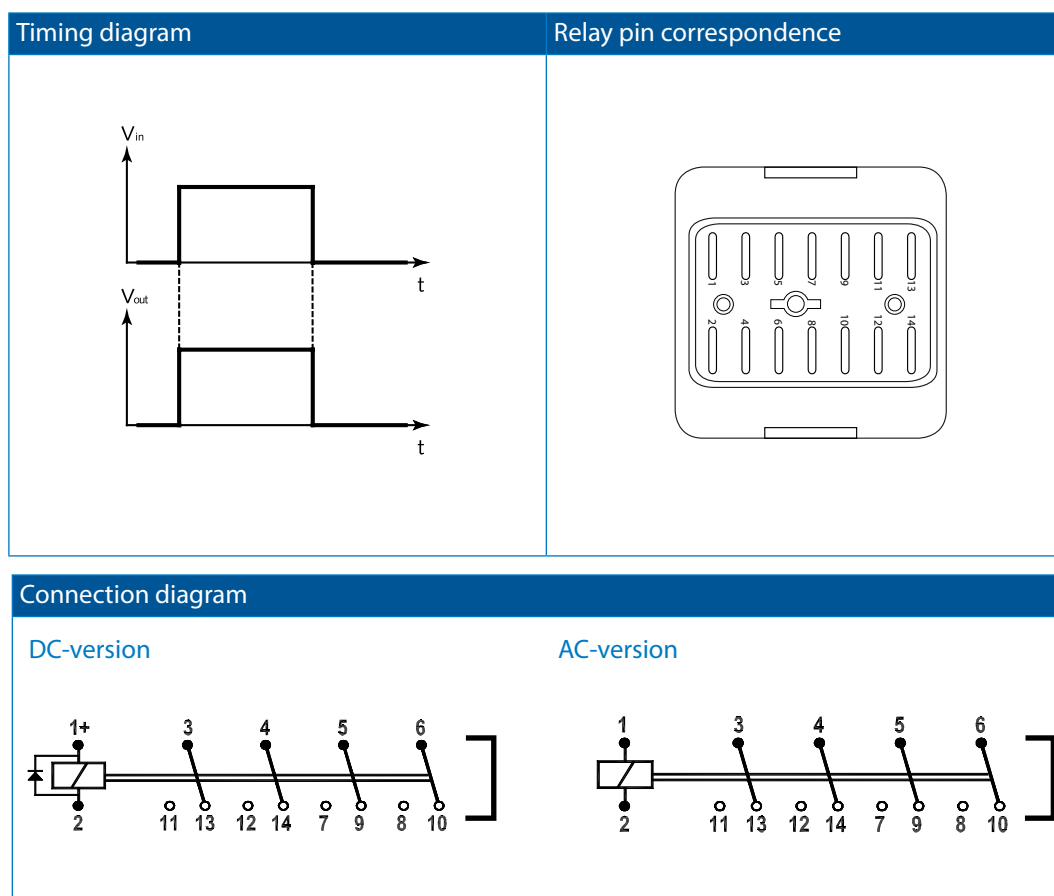 Timing diagram
Relay pin correspondence
Vin
t
Vout
t
1 3 5 7 9 11 13
2 4 6 8 10 12 14
Connection diagram
DC-version
AC-version
1+ 3 4 5 6
2 11 13 12 14 7 9 8 10
1 3 4 5 6
2 11 13 12 14 7 9 8 10